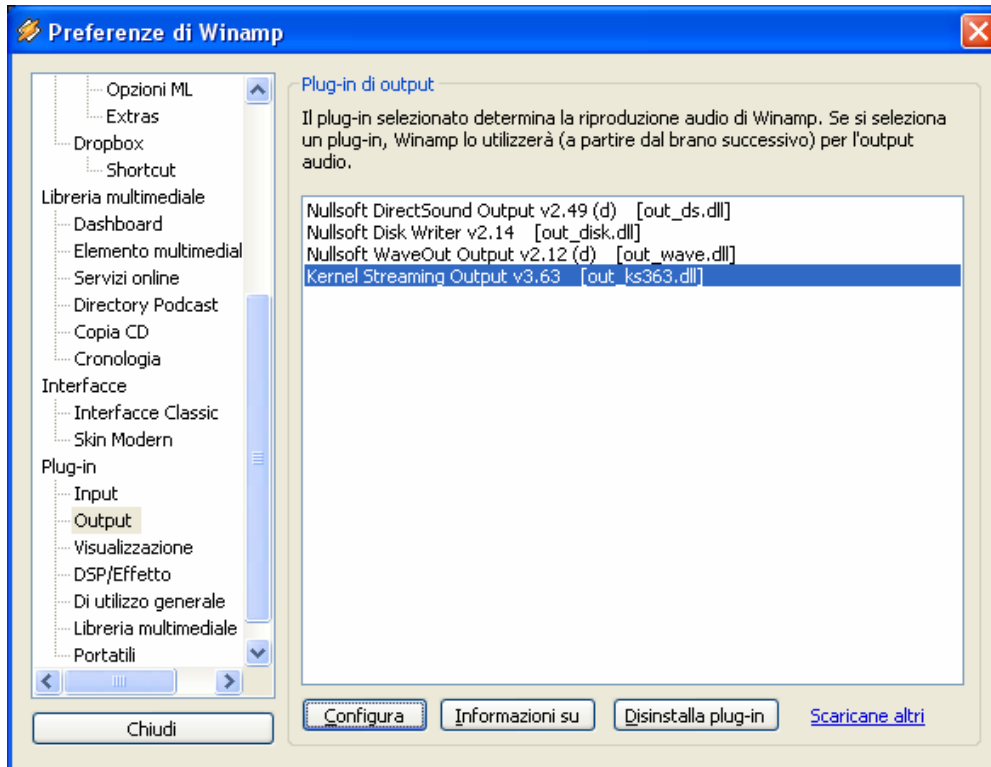 Preferenze di Winamp
Opzioni ML
Extras
Dropbox
Shortcut
Libreria multimediale
Dashboard
Elemento multimedial
Servizi online
Directory Podcast
Copia CD
Cronologia
Interfacce
Interfacce Classic
Skin Modern
Plug-in
Input
Output
Visualizzazione
DSP/Effetto
Di utilizzo generale
Libreria multimediale
Portatili
Chiudi
Plug-in di output
Il plug-in selezionato determina la riproduzione audio di Winamp. Se si seleziona
un plug-in, Winamp lo utilizzerà (a partire dal brano successivo) per l'output
audio.
Nullsoft DirectSound Output v2.49 (d) [out_ds.dll]
Nullsoft Disk Writer v2.14 [out_disk.dll]
Nullsoft WaveOut Output v2.12 (d) [out_wave.dll]
Kernel Streaming Output v3.63 [out_ks363.dll]
Configura
Informazioni su
Disinstalla plug-in
Scaricane altri